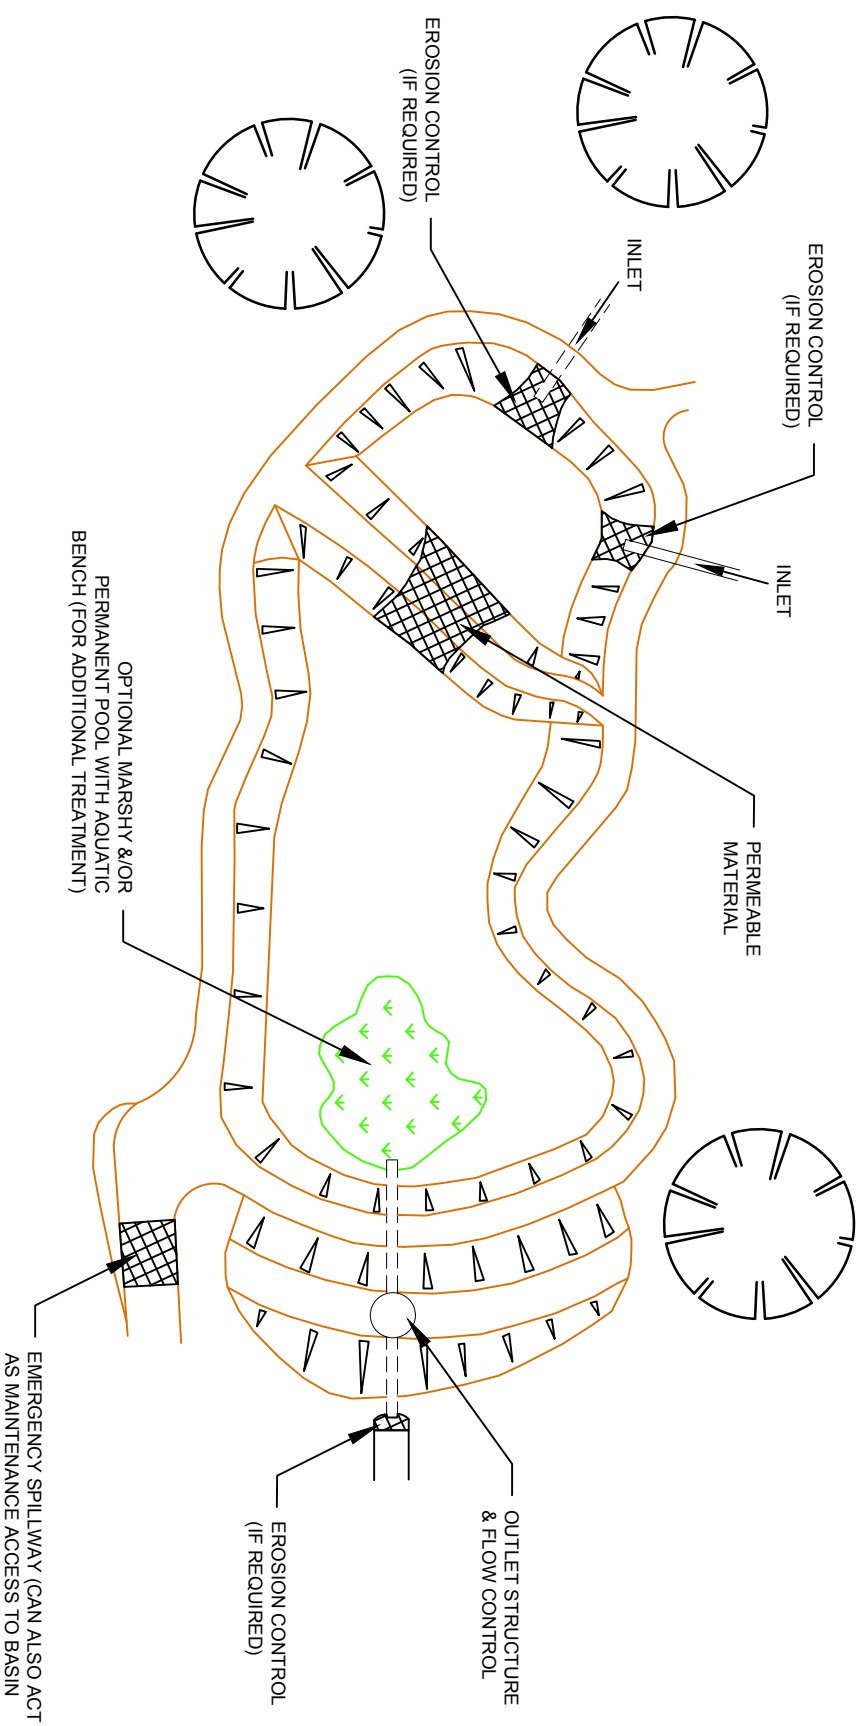 EROSION CONTROL
(IF REQUIRED)
INLET
EROSION CONTROL
(IF REQUIRED)
INLET
PERMEABLE
MATERIAL
OPTIONAL MARSHY &/OR
PERMANENT POOL WITH AQUATIC
BENCH (FOR ADDITIONAL TREATMENT)
OUTLET STRUCTURE
& FLOW CONTROL
EROSION CONTROL
(IF REQUIRED)
EMERGENCY SPILLWAY (CAN ALSO ACT
AS MAINTENANCE ACCESS TO BASIN